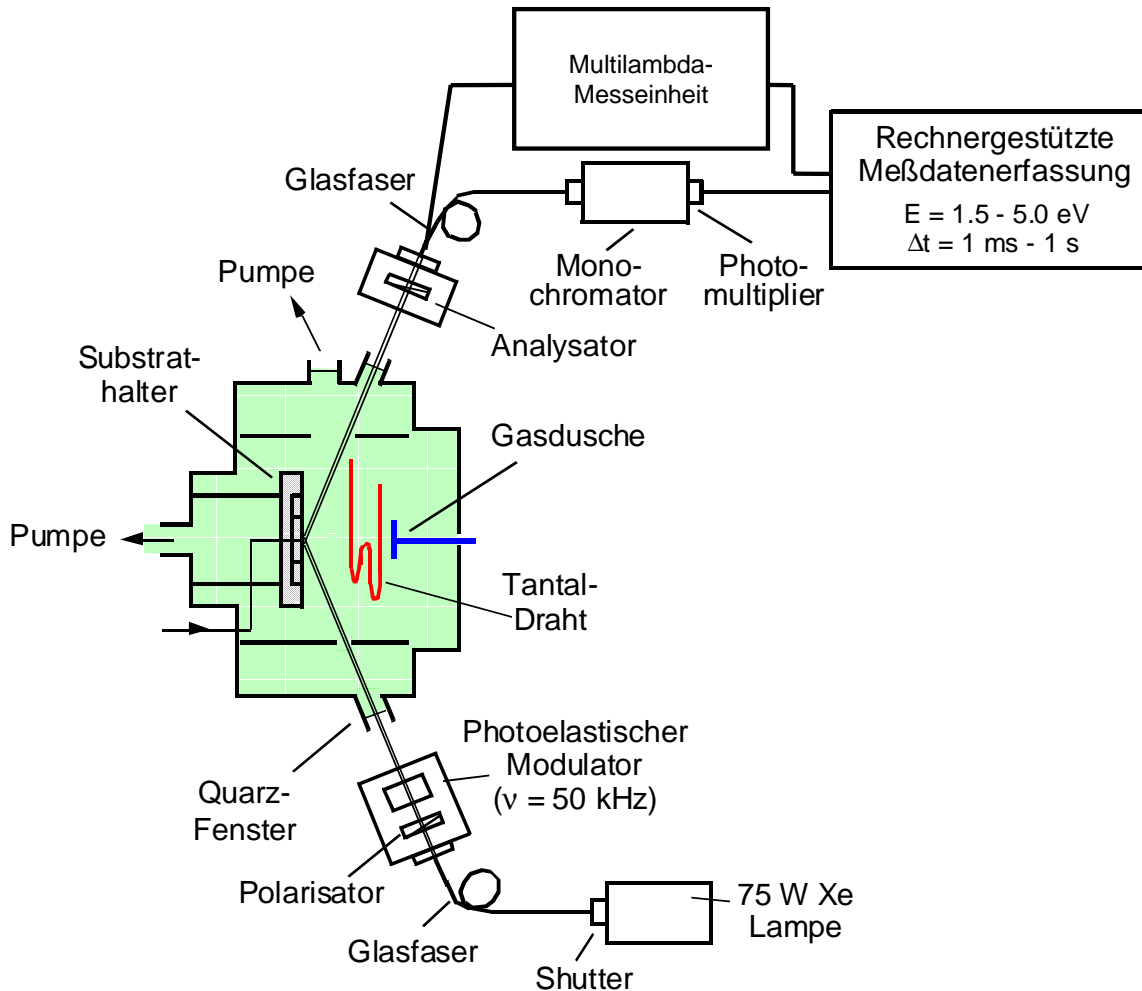 Multilambda-
Messeinheit
Rechnergestützte
Meßdatenerfassung
E = 1.5 - 5.0 eV
Δt = 1 ms - 1 s
Glasfaser
Mono-
chromator
Photo-
multiplier
Pumpe
Analysator
Substrat-
halter
Gasdusche
Pumpe
Tantal-
Draht
Photoelastischer
Modulator
(ν = 50 kHz)
Quarz-
Fenster
Polarisator
75 W Xe
Lampe
Glasfaser
Shutter